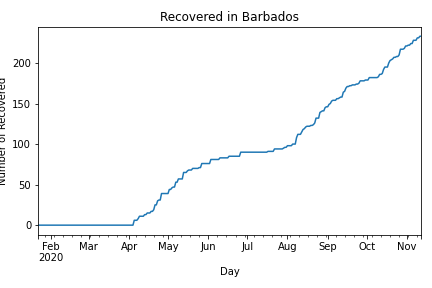 Recovered in Barbados
Number of Recovered
200
150
100
50
0
Feb Mar Apr May Jun Jul Aug Sep Oct Nov
2020
Day